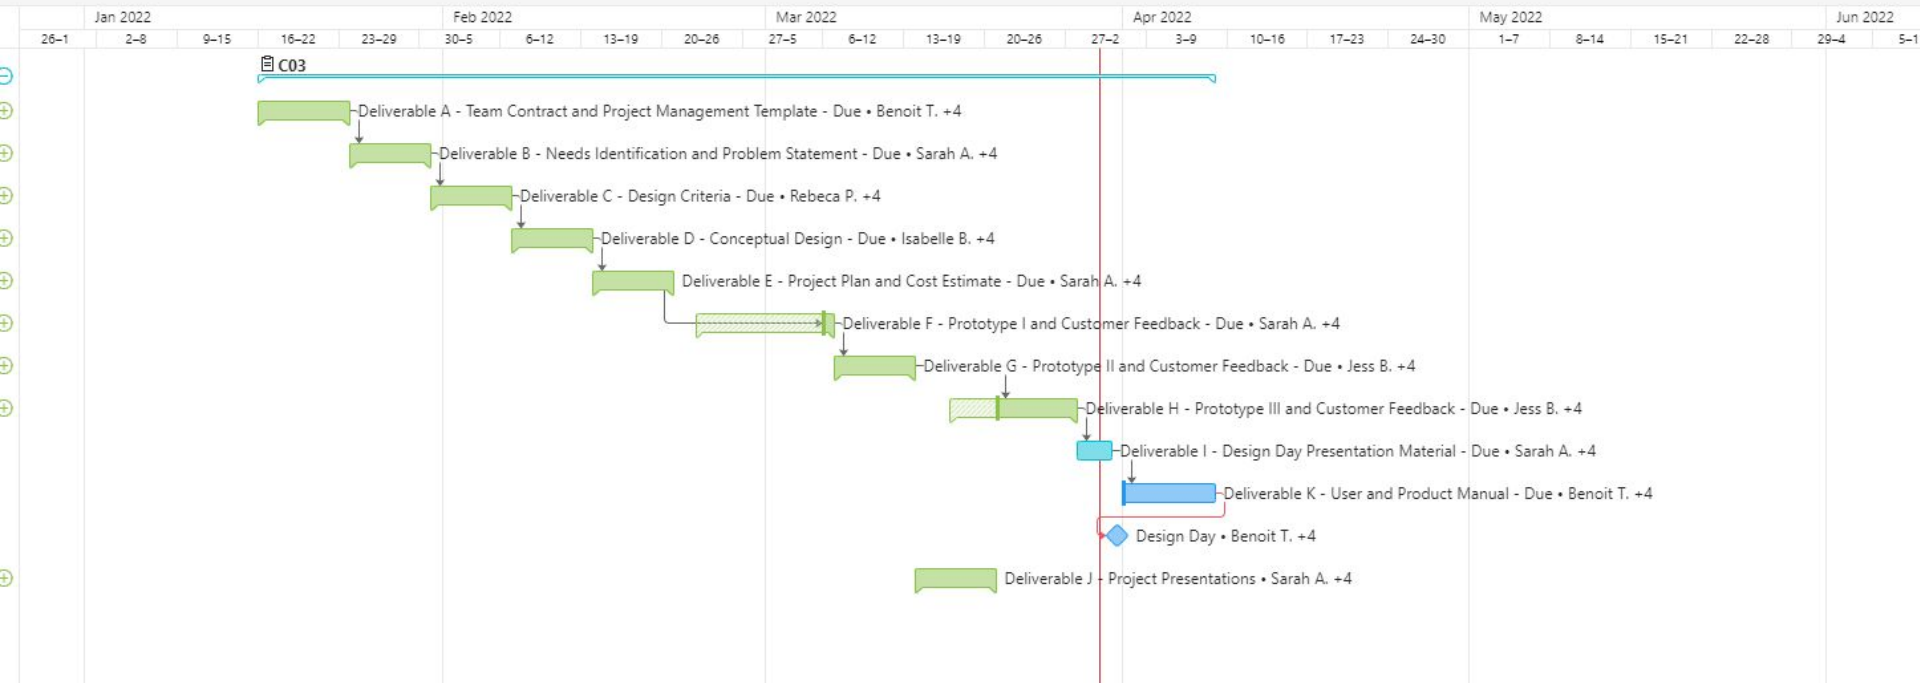 Jan 2022 Feb 2022 Mar 2022 Apr 2022 May 2022 Jun 2022
26–1 2–8 9–15 16–22 23–29 30–5 6–12 13–19 20–26 27–5 6–12 13–19 20–26 27–2 3–9 10–16 17–23 24–30 1–7 8–14 15–21 22–28 29–4 5–1
C03
Deliverable A - Team Contract and Project Management Template - Due • Benoit T. +4
Deliverable B - Needs Identification and Problem Statement - Due • Sarah A. +4
Deliverable C - Design Criteria - Due • Rebeca P. +4
Deliverable D - Conceptual Design - Due • Isabelle B. +4
Deliverable E - Project Plan and Cost Estimate - Due • Sarah A. +4
Deliverable F - Prototype I and Customer Feedback - Due • Sarah A. +4
Deliverable G - Prototype II and Customer Feedback - Due • Jess B. +4
Deliverable H - Prototype III and Customer Feedback - Due • Jess B. +4
Deliverable I - Design Day Presentation Material - Due • Sarah A. +4
Deliverable K - User and Product Manual - Due • Benoit T. +4
Design Day • Benoit T. +4
Deliverable J - Project Presentations • Sarah A. +4